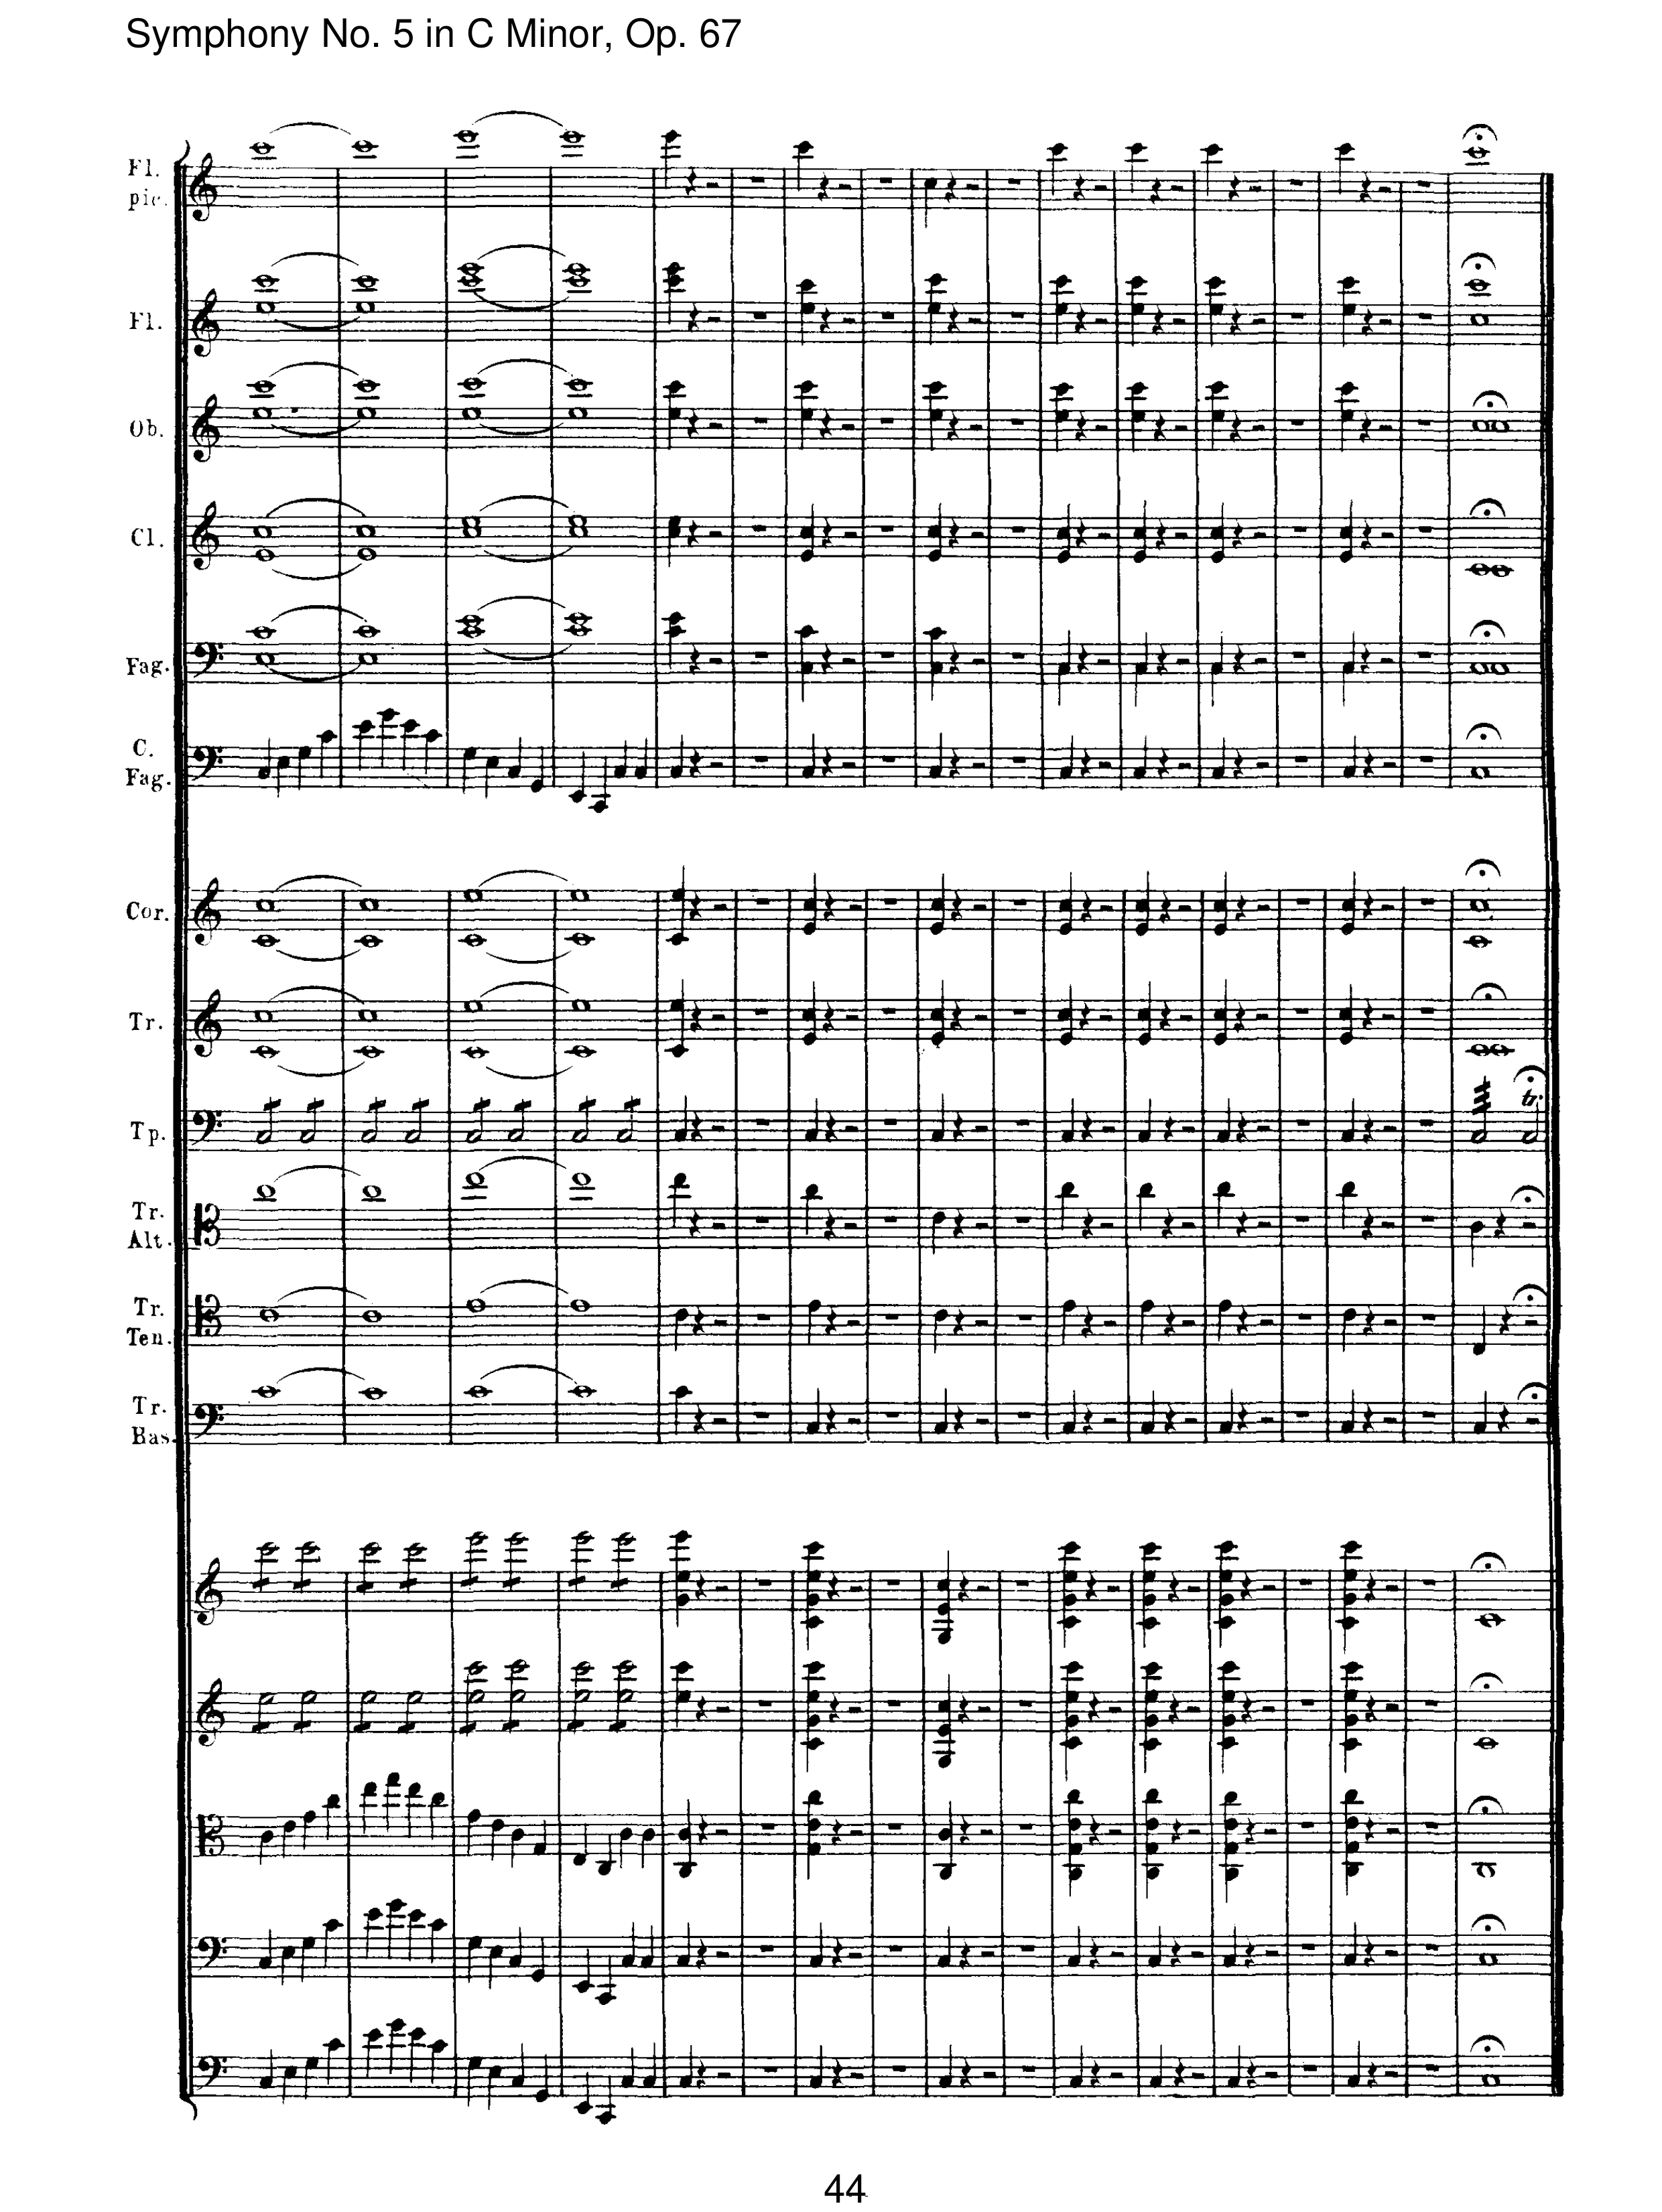 Symphony No. 5 in C Minor, Op. 67
Fl.
pic.
Fl.
Ob.
Cl.
Fag.
C.
Fag.
Cor.
Tr.
Tp.
tr.
Tr.
Alt.
Tr.
Ten.
Tr.
Bas.
44